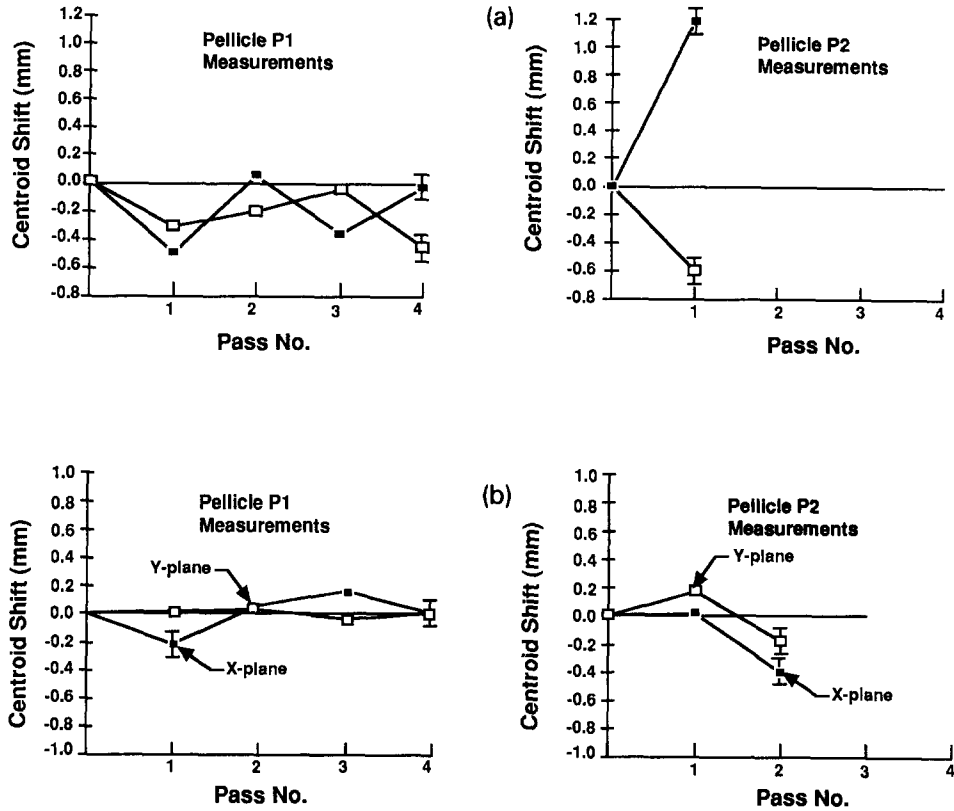 (a)
Pellicle P1
Measurements
Centroid Shift (mm)
1.2
1.0
0.8
0.6
0.4
0.2
0.0
-0.2
-0.4
-0.6
-0.8
1 2 3 4
Pass No.
Pellicle P2
Measurements
Centroid Shift (mm)
1.2
1.0
0.8
0.6
0.4
0.2
0.0
-0.2
-0.4
-0.6
-0.8
1 2 3 4
Pass No.
(b)
Pellicle P1
Measurements
Centroid Shift (mm)
1.0
0.8
0.6
0.4
0.2
0.0
-0.2
-0.4
-0.6
-0.8
-1.0
Y-plane
X-plane
1 2 3 4
Pass No.
Pellicle P2
Measurements
Centroid Shift (mm)
1.0
0.8
0.6
0.4
0.2
0.0
-0.2
-0.4
-0.6
-0.8
-1.0
Y-plane
X-plane
1 2 3 4
Pass No.